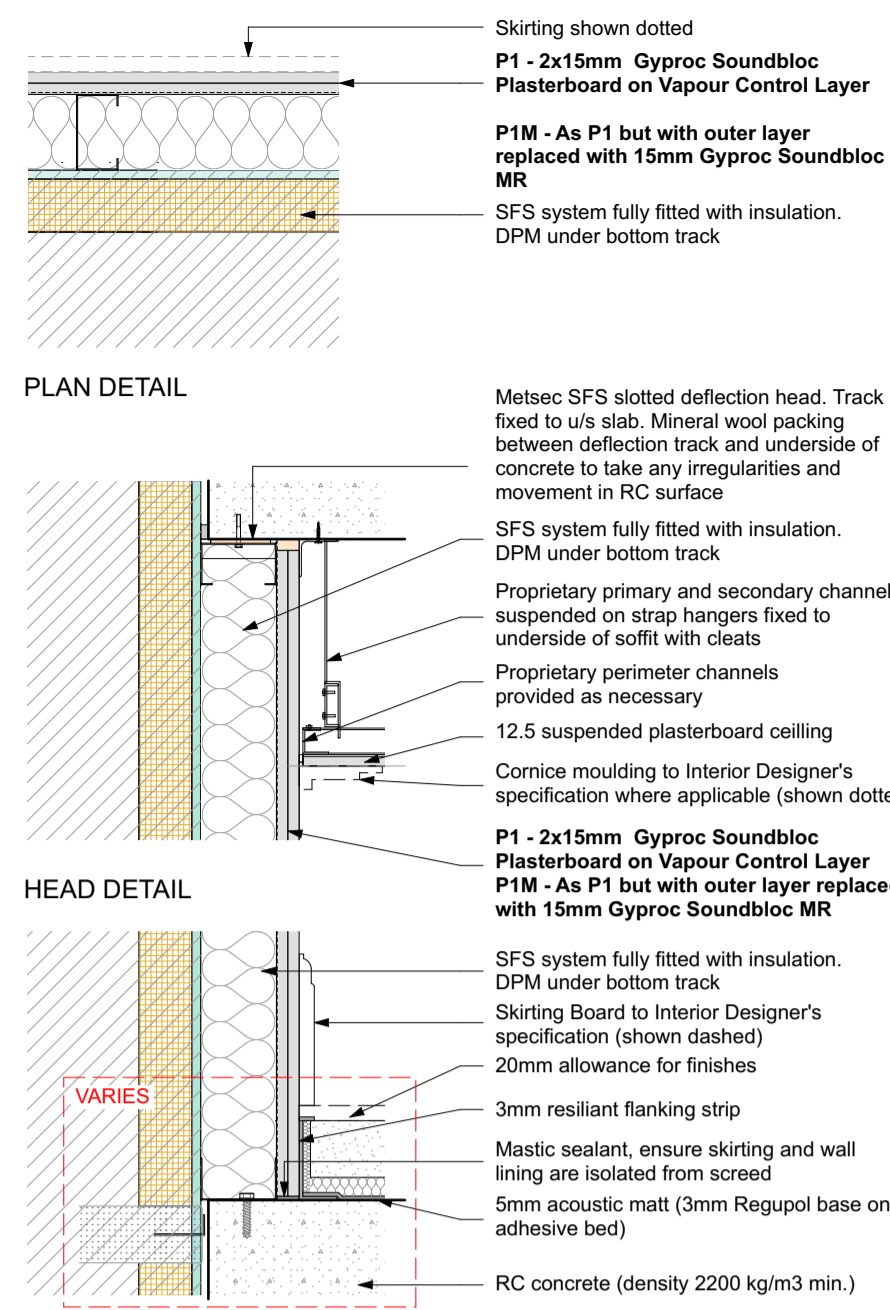 Skirting shown dotted
P1 - 2x15mm Gyproc Soundbloc
Plasterboard on Vapour Control Layer
P1M - As P1 but with outer layer
replaced with 15mm Gyproc Soundbloc
MR
SFS system fully fitted with insulation.
DPM under bottom track
PLAN DETAIL
Metsec SFS slotted deflection head. Track
fixed to u/s slab. Mineral wool packing
between deflection track and underside of
concrete to take any irregularities and
movement in RC surface
SFS system fully fitted with insulation.
DPM under bottom track
Proprietary primary and secondary channel
suspended on strap hangers fixed to
underside of soffit with cleats
Proprietary perimeter channels
provided as necessary
12.5 suspended plasterboard ceilling
Cornice moulding to Interior Designer's
specification where applicable (shown dotte
P1 - 2x15mm Gyproc Soundbloc
Plasterboard on Vapour Control Layer
P1M - As P1 but with outer layer replace
with 15mm Gyproc Soundbloc MR
HEAD DETAIL
SFS system fully fitted with insulation.
DPM under bottom track
Skirting Board to Interior Designer's
specification (shown dashed)
20mm allowance for finishes
VARIES
3mm resiliant flanking strip
Mastic sealant, ensure skirting and wall
lining are isolated from screed
5mm acoustic matt (3mm Regupol base on
adhesive bed)
RC concrete (density 2200 kg/m3 min.)